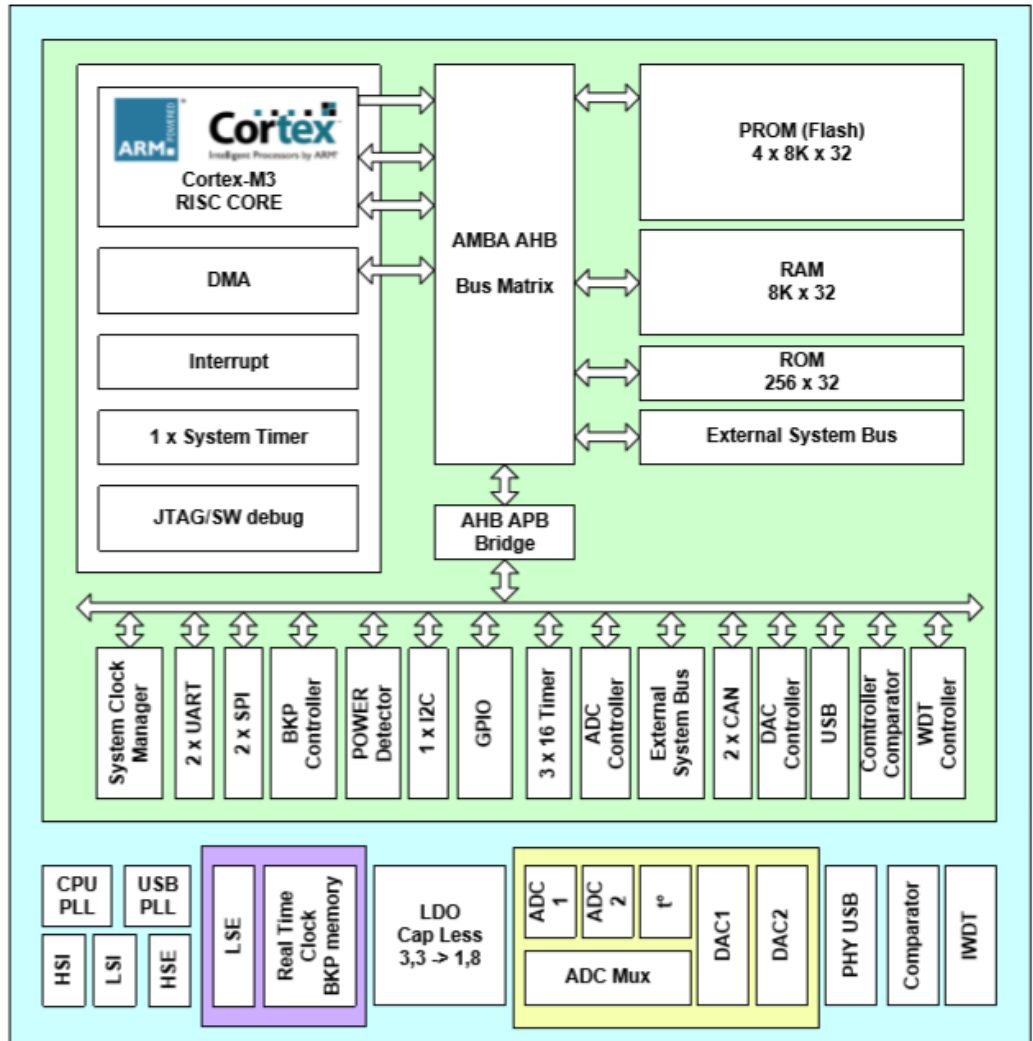 ARM POWERED
Cortex
Intelligent Processors by ARM
Cortex-M3
RISC CORE
DMA
Interrupt
1 x System Timer
JTAG/SW debug
AMBA AHB
Bus Matrix
AHB APB
Bridge
PROM (Flash)
4 x 8K x 32
RAM
8K x 32
ROM
256 x 32
External System Bus
System Clock
Manager
2 x UART
2 x SPI
BKP
Controller
POWER
Detector
1 x I2C
GPIO
3 x 16 Timer
ADC
Controller
External
System Bus
2 x CAN
DAC
Controller
USB
Comtroller
Comparator
WDT
Controller
CPU
PLL
USB
PLL
HSI
LSI
HSE
LSE
Real Time
Clock
BKP memory
LDO
Cap Less
3,3 -> 1,8
ADC
1
ADC
2
t°
ADC Mux
DAC1
DAC2
PHY USB
Comparator
IWDT